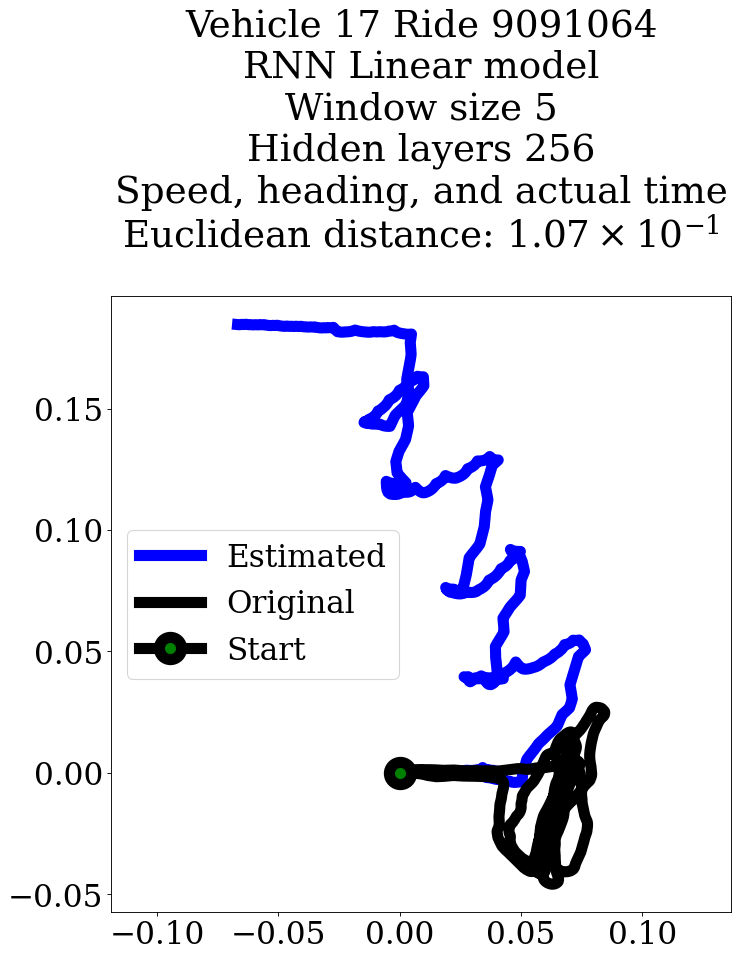 Vehicle 17 Ride 9091064
RNN Linear model
Window size 5
Hidden layers 256
Speed, heading, and actual time
Euclidean distance: 1.07 × 10⁻¹
0.15
0.10
0.05
0.00
−0.05
Estimated
Original
Start
−0.10 −0.05 0.00 0.05 0.10